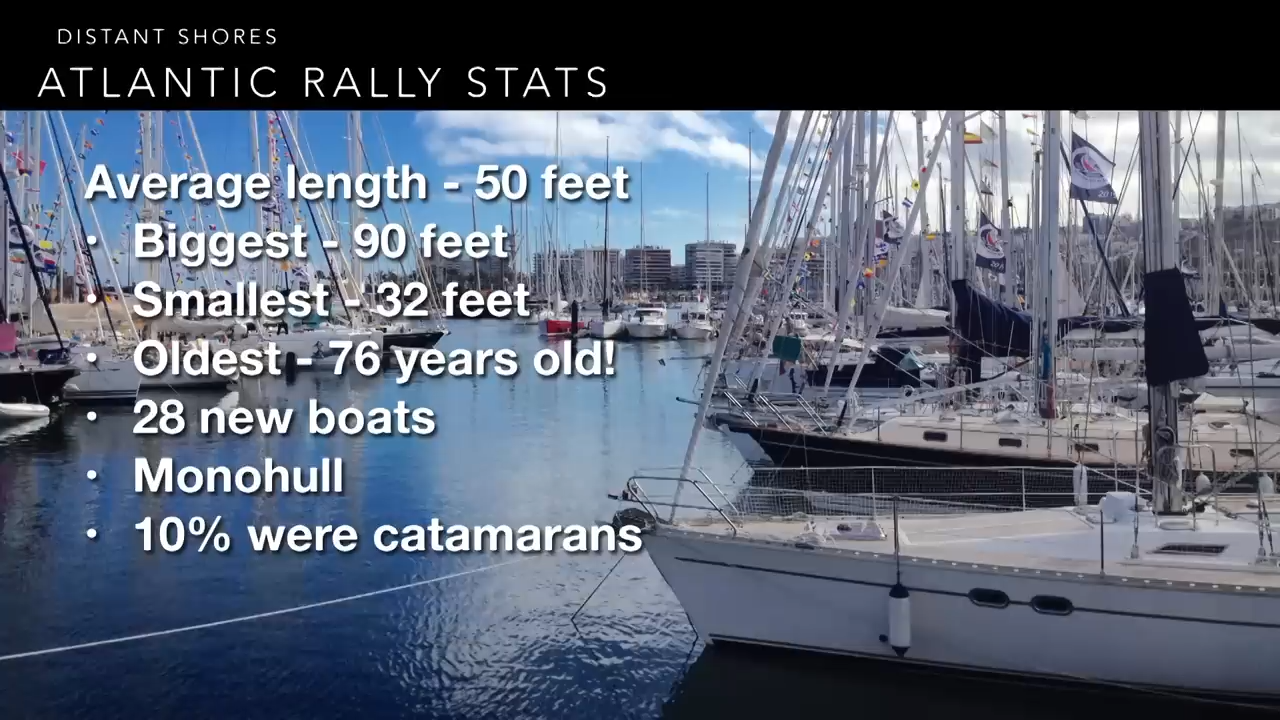 DISTANT SHORES
ATLANTIC RALLY STATS
Average length - 50 feet
• Biggest - 90 feet
• Smallest - 32 feet
• Oldest - 76 years old!
• 28 new boats
• Monohull
• 10% were catamarans